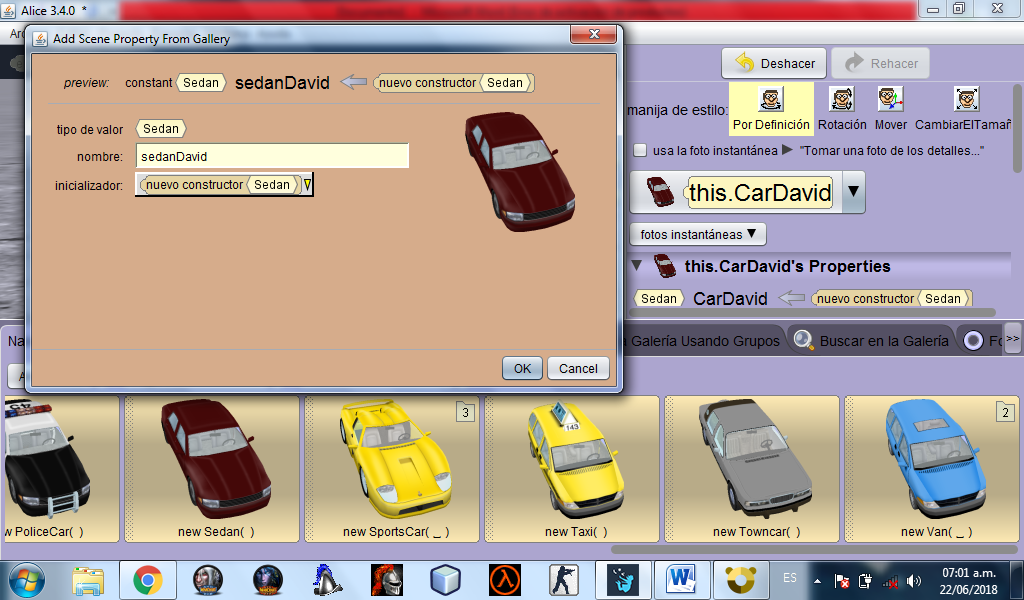 Alice 3.4.0 *
Add Scene Property From Gallery
preview: constant Sedan sedanDavid nuevo constructor Sedan
tipo de valor Sedan
nombre: sedanDavid
inicializador: nuevo constructor Sedan
OK Cancel
Deshacer Rehacer
manija de estilo: Por Definición Rotación Mover CambiarElTamañ
usa la foto instantánea "Tomar una foto de los detalles..."
this.CarDavid
fotos instantáneas
this.CarDavid's Properties
Sedan CarDavid nuevo constructor Sedan
Na Galería Usando Grupos Buscar en la Galería >>
3 2
143
w PoliceCar( ) new Sedan( ) new SportsCar( _ ) new Taxi( ) new Towncar( ) new Van( _ )
ES 07:01 a.m.
22/06/2018